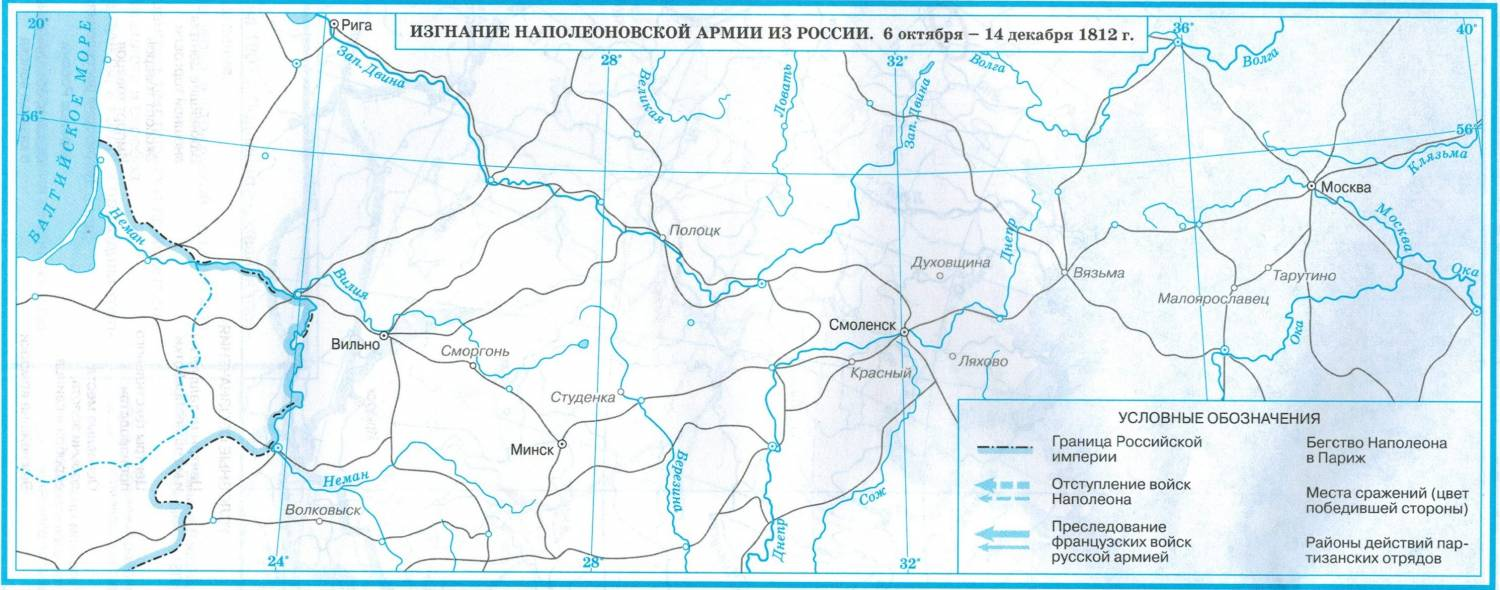 ИЗГНАНИЕ НАПОЛЕОНОВСКОЙ АРМИИ ИЗ РОССИИ. 6 октября – 14 декабря 1812 г.
20°
28°
32°
36°
40°
56°
56°
БАЛТИЙСКОЕ МОРЕ
Рига
Зап. Двина
Великая
Ловать
Зап. Двина
Волга
Волга
Клязьма
Москва
Москва
Неман
Полоцк
Днепр
Духовщина
Вязьма
Тарутино
Малоярославец
Ока
Ока
Вилия
Вильно
Сморгонь
Смоленск
Красный
Ляхово
Студенка
Минск
Березина
Неман
Волковыск
Днепр
Сож
24°
28°
32°
УСЛОВНЫЕ ОБОЗНАЧЕНИЯ
Граница Российской
империи
Отступление войск
Наполеона
Преследование
французских войск
русской армией
Бегство Наполеона
в Париж
Места сражений (цвет
победившей стороны)
Районы действий пар-
тизанских отрядов